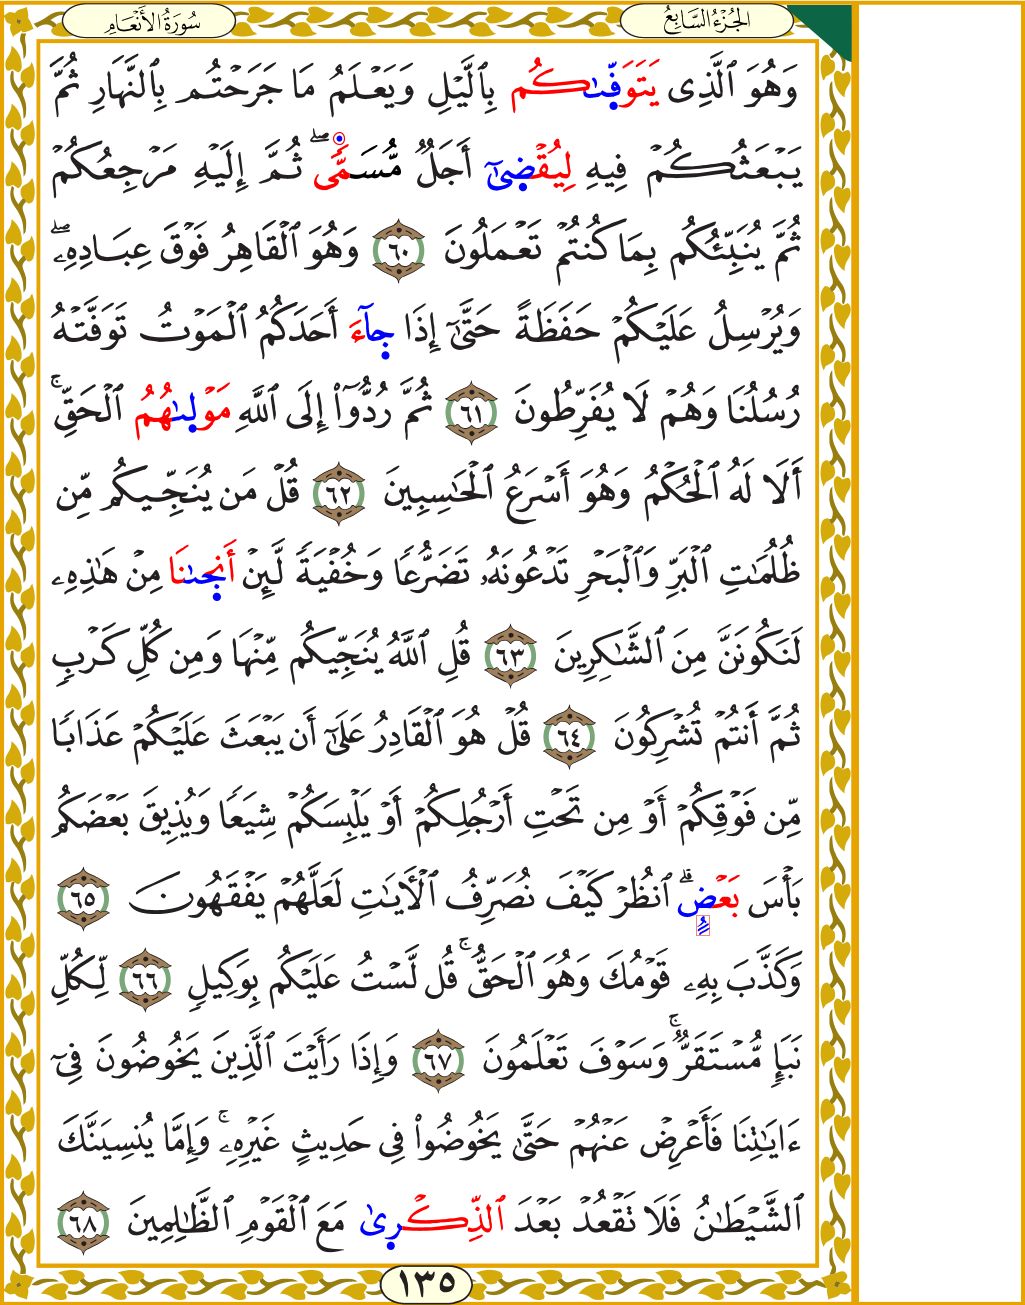 الجُزْءُ السَّابِعُ
سُورَةُ الأَنْعَامِ
وَهُوَ ٱلَّذِى يَتَوَفَّىٰكُم بِٱلَّيْلِ وَيَعْلَمُ مَا جَرَحْتُم بِٱلنَّهَارِ ثُمَّ
يَبْعَثُكُمْ فِيهِ لِيُقْضَىٰٓ أَجَلٌ مُّسَمًّى ۖ ثُمَّ إِلَيْهِ مَرْجِعُكُمْ
ثُمَّ يُنَبِّئُكُم بِمَا كُنتُمْ تَعْمَلُونَ ٦٠ وَهُوَ ٱلْقَاهِرُ فَوْقَ عِبَادِهِۦ ۖ
وَيُرْسِلُ عَلَيْكُمْ حَفَظَةً حَتَّىٰٓ إِذَا جَآءَ أَحَدَكُمُ ٱلْمَوْتُ تَوَفَّتْهُ
رُسُلُنَا وَهُمْ لَا يُفَرِّطُونَ ٦١ ثُمَّ رُدُّوٓا۟ إِلَى ٱللَّهِ مَوْلَىٰهُمُ ٱلْحَقِّ ۚ
أَلَا لَهُ ٱلْحُكْمُ وَهُوَ أَسْرَعُ ٱلْحَٰسِبِينَ ٦٢ قُلْ مَن يُنَجِّيكُم مِّن
ظُلُمَٰتِ ٱلْبَرِّ وَٱلْبَحْرِ تَدْعُونَهُۥ تَضَرُّعًا وَخُفْيَةً لَّئِنْ أَنجَىٰنَا مِنْ هَٰذِهِۦ
لَنَكُونَنَّ مِنَ ٱلشَّٰكِرِينَ ٦٣ قُلِ ٱللَّهُ يُنَجِّيكُم مِّنْهَا وَمِن كُلِّ كَرْبٍ
ثُمَّ أَنتُمْ تُشْرِكُونَ ٦٤ قُلْ هُوَ ٱلْقَادِرُ عَلَىٰٓ أَن يَبْعَثَ عَلَيْكُمْ عَذَابًا
مِّن فَوْقِكُمْ أَوْ مِن تَحْتِ أَرْجُلِكُمْ أَوْ يَلْبِسَكُمْ شِيَعًا وَيُذِيقَ بَعْضَكُم
بَأْسَ بَعْضٍ ۗ ٱنظُرْ كَيْفَ نُصَرِّفُ ٱلْءَايَٰتِ لَعَلَّهُمْ يَفْقَهُونَ ٦٥
وَكَذَّبَ بِهِۦ قَوْمُكَ وَهُوَ ٱلْحَقُّ ۚ قُل لَّسْتُ عَلَيْكُم بِوَكِيلٍ ٦٦ لِّكُلِّ
نَبَإٍ مُّسْتَقَرٌّ ۚ وَسَوْفَ تَعْلَمُونَ ٦٧ وَإِذَا رَأَيْتَ ٱلَّذِينَ يَخُوضُونَ فِىٓ
ءَايَٰتِنَا فَأَعْرِضْ عَنْهُمْ حَتَّىٰ يَخُوضُوا۟ فِى حَدِيثٍ غَيْرِهِۦ ۚ وَإِمَّا يُنسِيَنَّكَ
ٱلشَّيْطَٰنُ فَلَا تَقْعُدْ بَعْدَ ٱلذِّكْرَىٰ مَعَ ٱلْقَوْمِ ٱلظَّٰلِمِينَ ٦٨
١٣٥